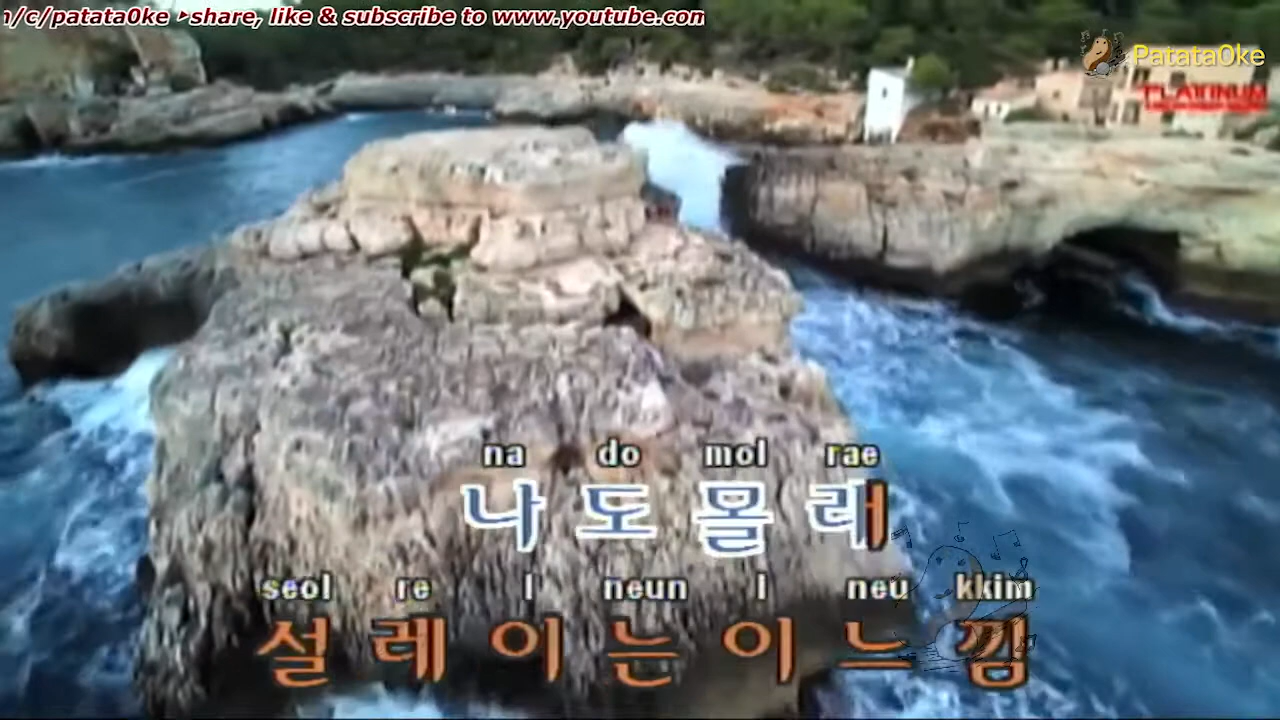 n/c/patata0ke ‣share, like & subscribe to www.youtube.con
Patata0ke
PLATINUM
na do mol rae
나도몰래
seol re I neun I neu kkim
설레이는이느낌